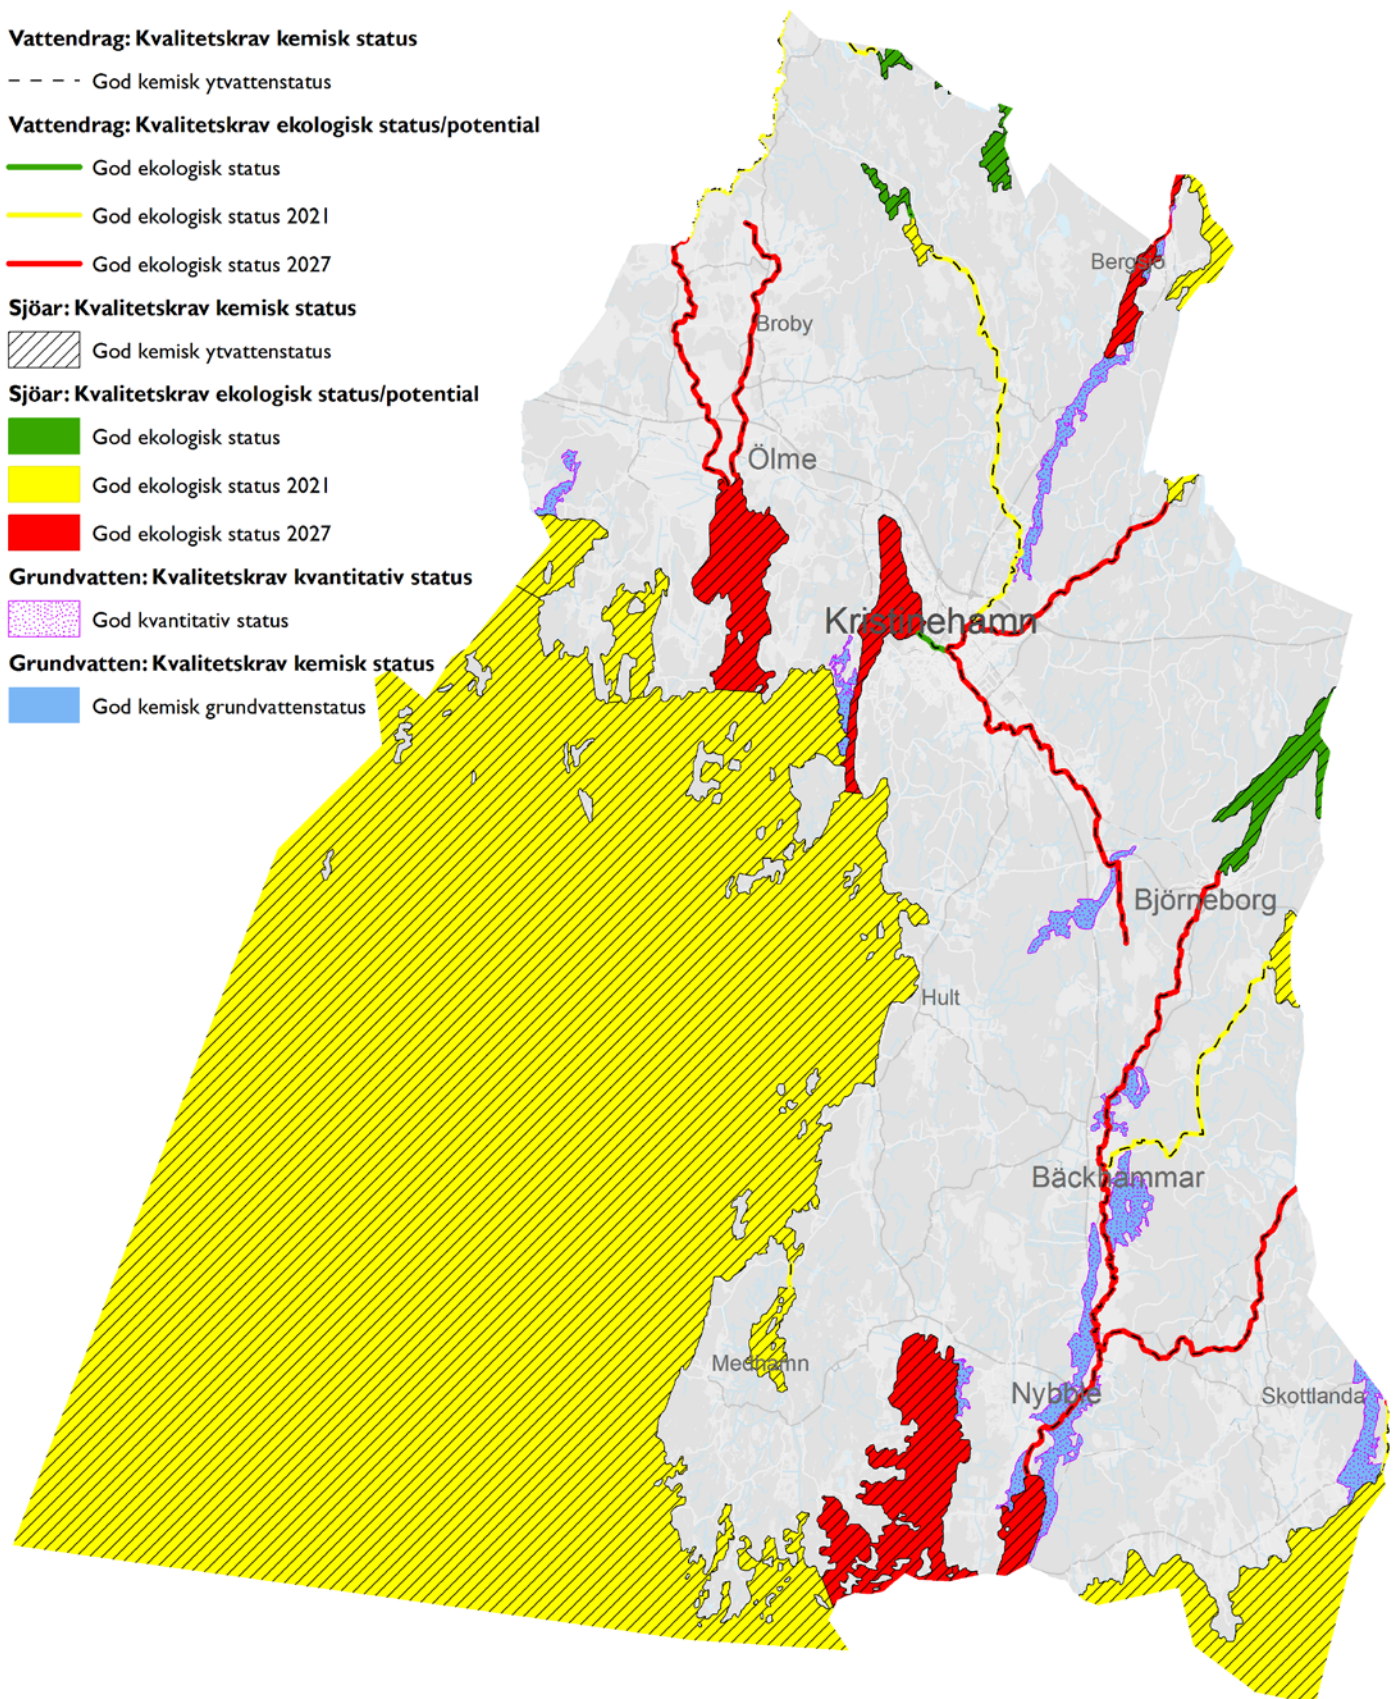 Vattendrag: Kvalitetskrav kemisk status
God kemisk ytvattenstatus
Vattendrag: Kvalitetskrav ekologisk status/potential
God ekologisk status
God ekologisk status 2021
God ekologisk status 2027
Sjöar: Kvalitetskrav kemisk status
God kemisk ytvattenstatus
Sjöar: Kvalitetskrav ekologisk status/potential
God ekologisk status
God ekologisk status 2021
God ekologisk status 2027
Grundvatten: Kvalitetskrav kvantitativ status
God kvantitativ status
Grundvatten: Kvalitetskrav kemisk status
God kemisk grundvattenstatus
Bergsjö
Broby
Ölme
Kristinehamn
Björneborg
Hult
Bäckhammar
Medhamn
Nybble
Skottlanda